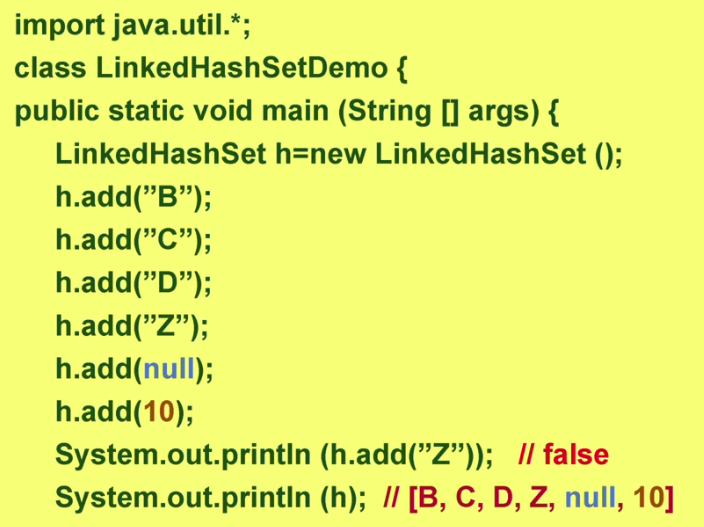 import java.util.*;
class LinkedHashSetDemo {
public static void main (String [] args) {
LinkedHashSet h=new LinkedHashSet ();
h.add(”B”);
h.add(”C”);
h.add(”D”);
h.add(”Z”);
h.add(null);
h.add(10);
System.out.println (h.add(”Z”)); // false
System.out.println (h); // [B, C, D, Z, null, 10]